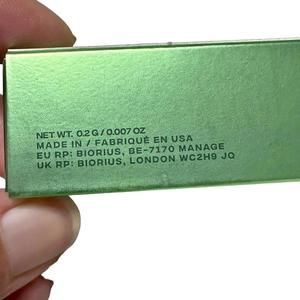 NET WT. 0.2 G / 0.007 OZ
MADE IN / FABRIQUÉ EN USA
EU RP: BIORIUS, BE-7170 MANAGE
UK RP: BIORIUS, LONDON WC2H9 JQ